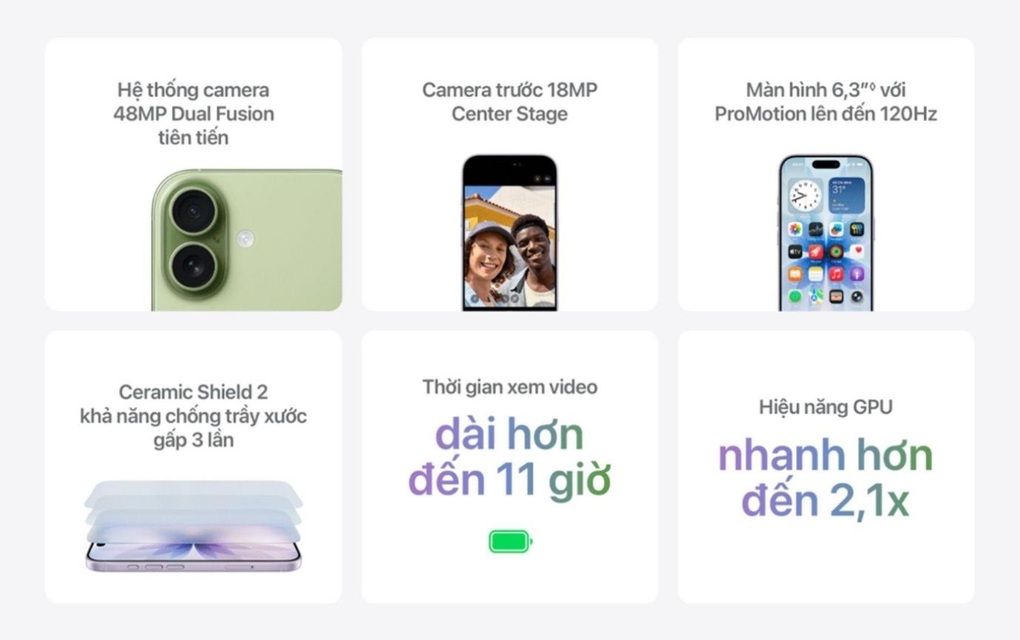 Hệ thống camera
48MP Dual Fusion
tiên tiến
Camera trước 18MP
Center Stage
Màn hình 6,3”◊ với
ProMotion lên đến 120Hz
31°
Ceramic Shield 2
khả năng chống trầy xước
gấp 3 lần
Thời gian xem video
dài hơn
đến 11 giờ
Hiệu năng GPU
nhanh hơn
đến 2,1x